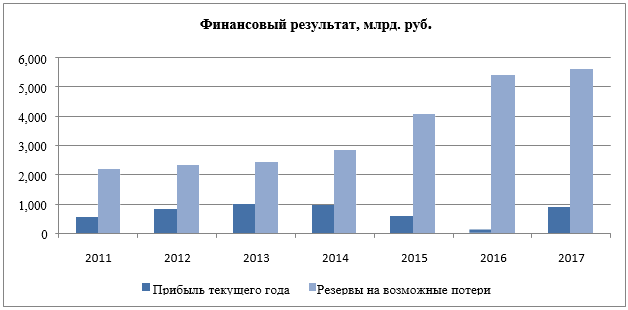 Финансовый результат, млрд. руб.
6,000
5,000
4,000
3,000
2,000
1,000
0
2011 2012 2013 2014 2015 2016 2017
Прибыль текущего года Резервы на возможные потери